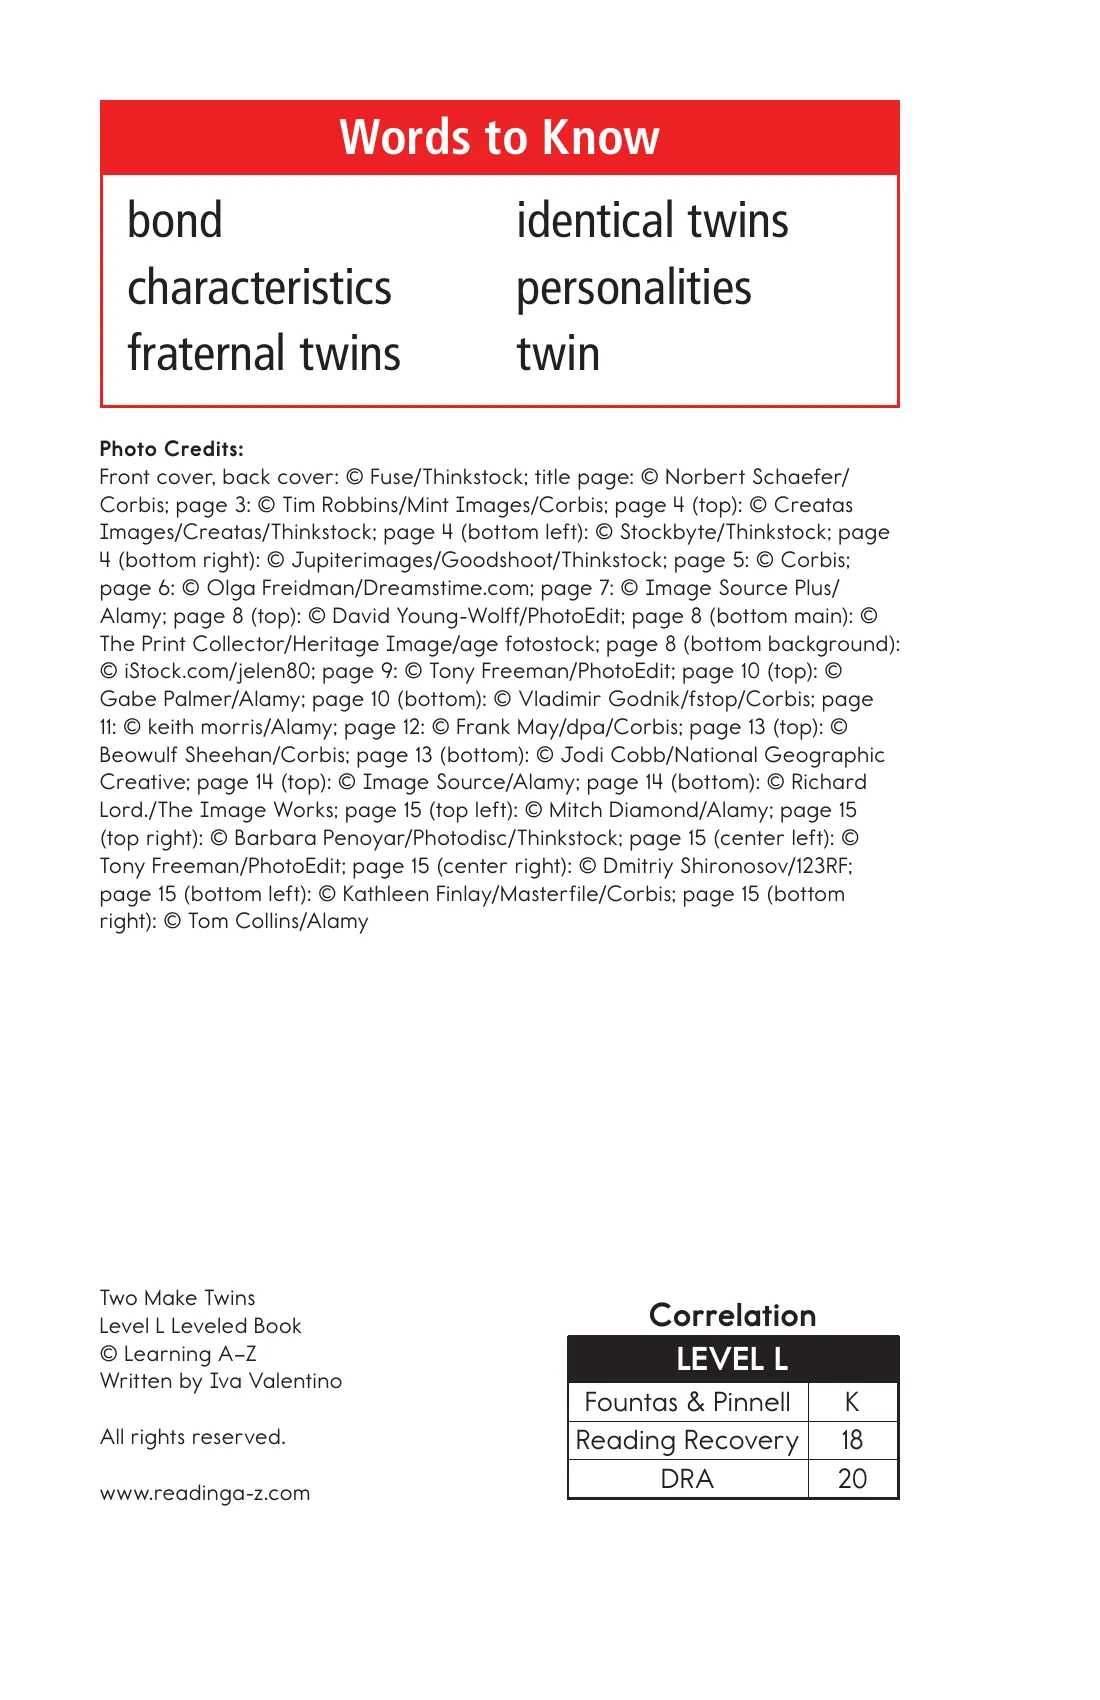 Words to Know
bond
characteristics
fraternal twins
identical twins
personalities
twin
Photo Credits:
Front cover, back cover: © Fuse/Thinkstock; title page: © Norbert Schaefer/
Corbis; page 3: © Tim Robbins/Mint Images/Corbis; page 4 (top): © Creatas
Images/Creatas/Thinkstock; page 4 (bottom left): © Stockbyte/Thinkstock; page
4 (bottom right): © Jupiterimages/Goodshoot/Thinkstock; page 5: © Corbis;
page 6: © Olga Freidman/Dreamstime.com; page 7: © Image Source Plus/
Alamy; page 8 (top): © David Young-Wolff/PhotoEdit; page 8 (bottom main): ©
The Print Collector/Heritage Image/age fotostock; page 8 (bottom background):
© iStock.com/jelen80; page 9: © Tony Freeman/PhotoEdit; page 10 (top): ©
Gabe Palmer/Alamy; page 10 (bottom): © Vladimir Godnik/fstop/Corbis; page
11: © keith morris/Alamy; page 12: © Frank May/dpa/Corbis; page 13 (top): ©
Beowulf Sheehan/Corbis; page 13 (bottom): © Jodi Cobb/National Geographic
Creative; page 14 (top): © Image Source/Alamy; page 14 (bottom): © Richard
Lord./The Image Works; page 15 (top left): © Mitch Diamond/Alamy; page 15
(top right): © Barbara Penoyar/Photodisc/Thinkstock; page 15 (center left): ©
Tony Freeman/PhotoEdit; page 15 (center right): © Dmitriy Shironosov/123RF;
page 15 (bottom left): © Kathleen Finlay/Masterfile/Corbis; page 15 (bottom
right): © Tom Collins/Alamy
Two Make Twins
Level L Leveled Book
© Learning A–Z
Written by Iva Valentino
All rights reserved.
www.readinga-z.com
Correlation
LEVEL L
Fountas & Pinnell K
Reading Recovery 18
DRA 20